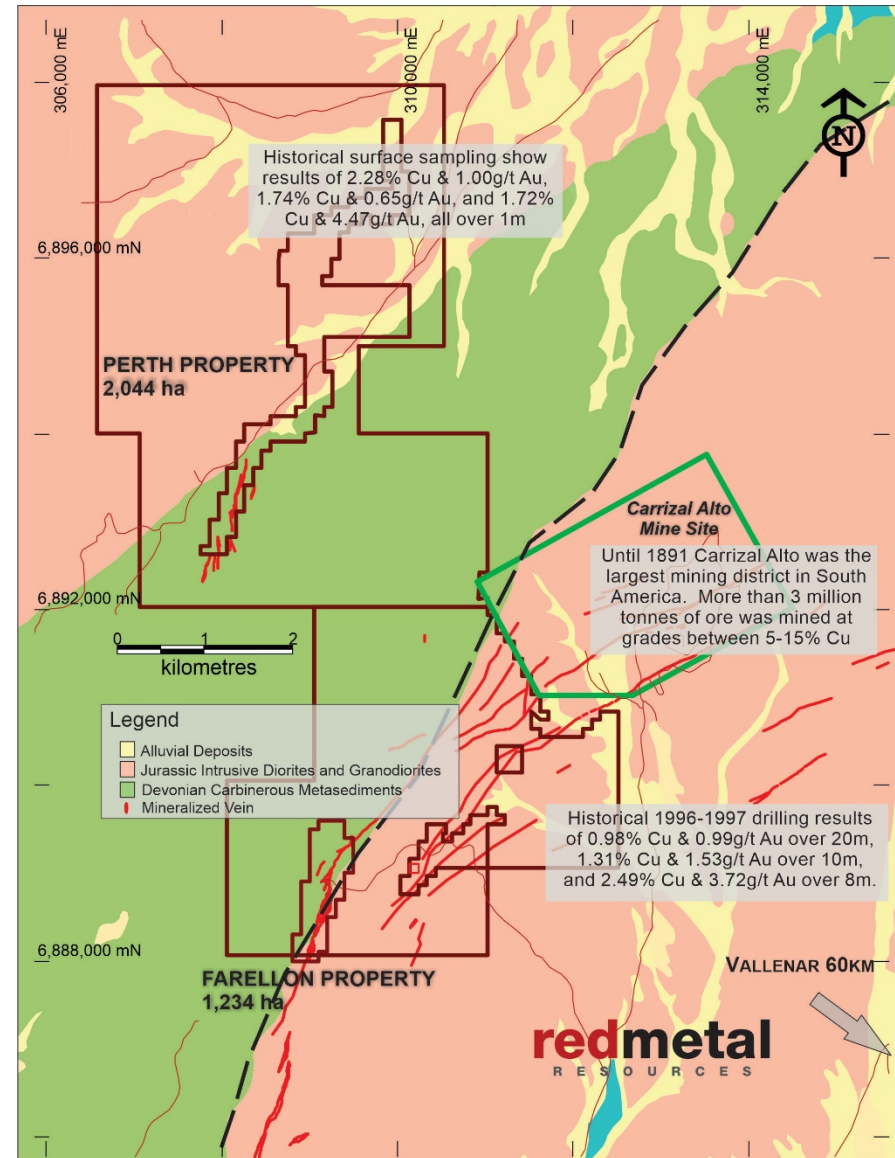 306,000 mE
310,000 mE
314,000 mE
N
Historical surface sampling show
results of 2.28% Cu & 1.00g/t Au,
1.74% Cu & 0.65g/t Au, and 1.72%
Cu & 4.47g/t Au, all over 1m
6,896,000 mN
PERTH PROPERTY
2,044 ha
Carrizal Alto
Mine Site
Until 1891 Carrizal Alto was the
largest mining district in South
America. More than 3 million
tonnes of ore was mined at
grades between 5-15% Cu
6,892,000 mN
0 1 2
kilometres
Legend
Alluvial Deposits
Jurassic Intrusive Diorites and Granodiorites
Devonian Carbinerous Metasediments
Mineralized Vein
Historical 1996-1997 drilling results
of 0.98% Cu & 0.99g/t Au over 20m,
1.31% Cu & 1.53g/t Au over 10m,
and 2.49% Cu & 3.72g/t Au over 8m.
6,888,000 mN
FARELLON PROPERTY
1,234 ha
VALLENAR 60KM
redmetal
RESOURCES